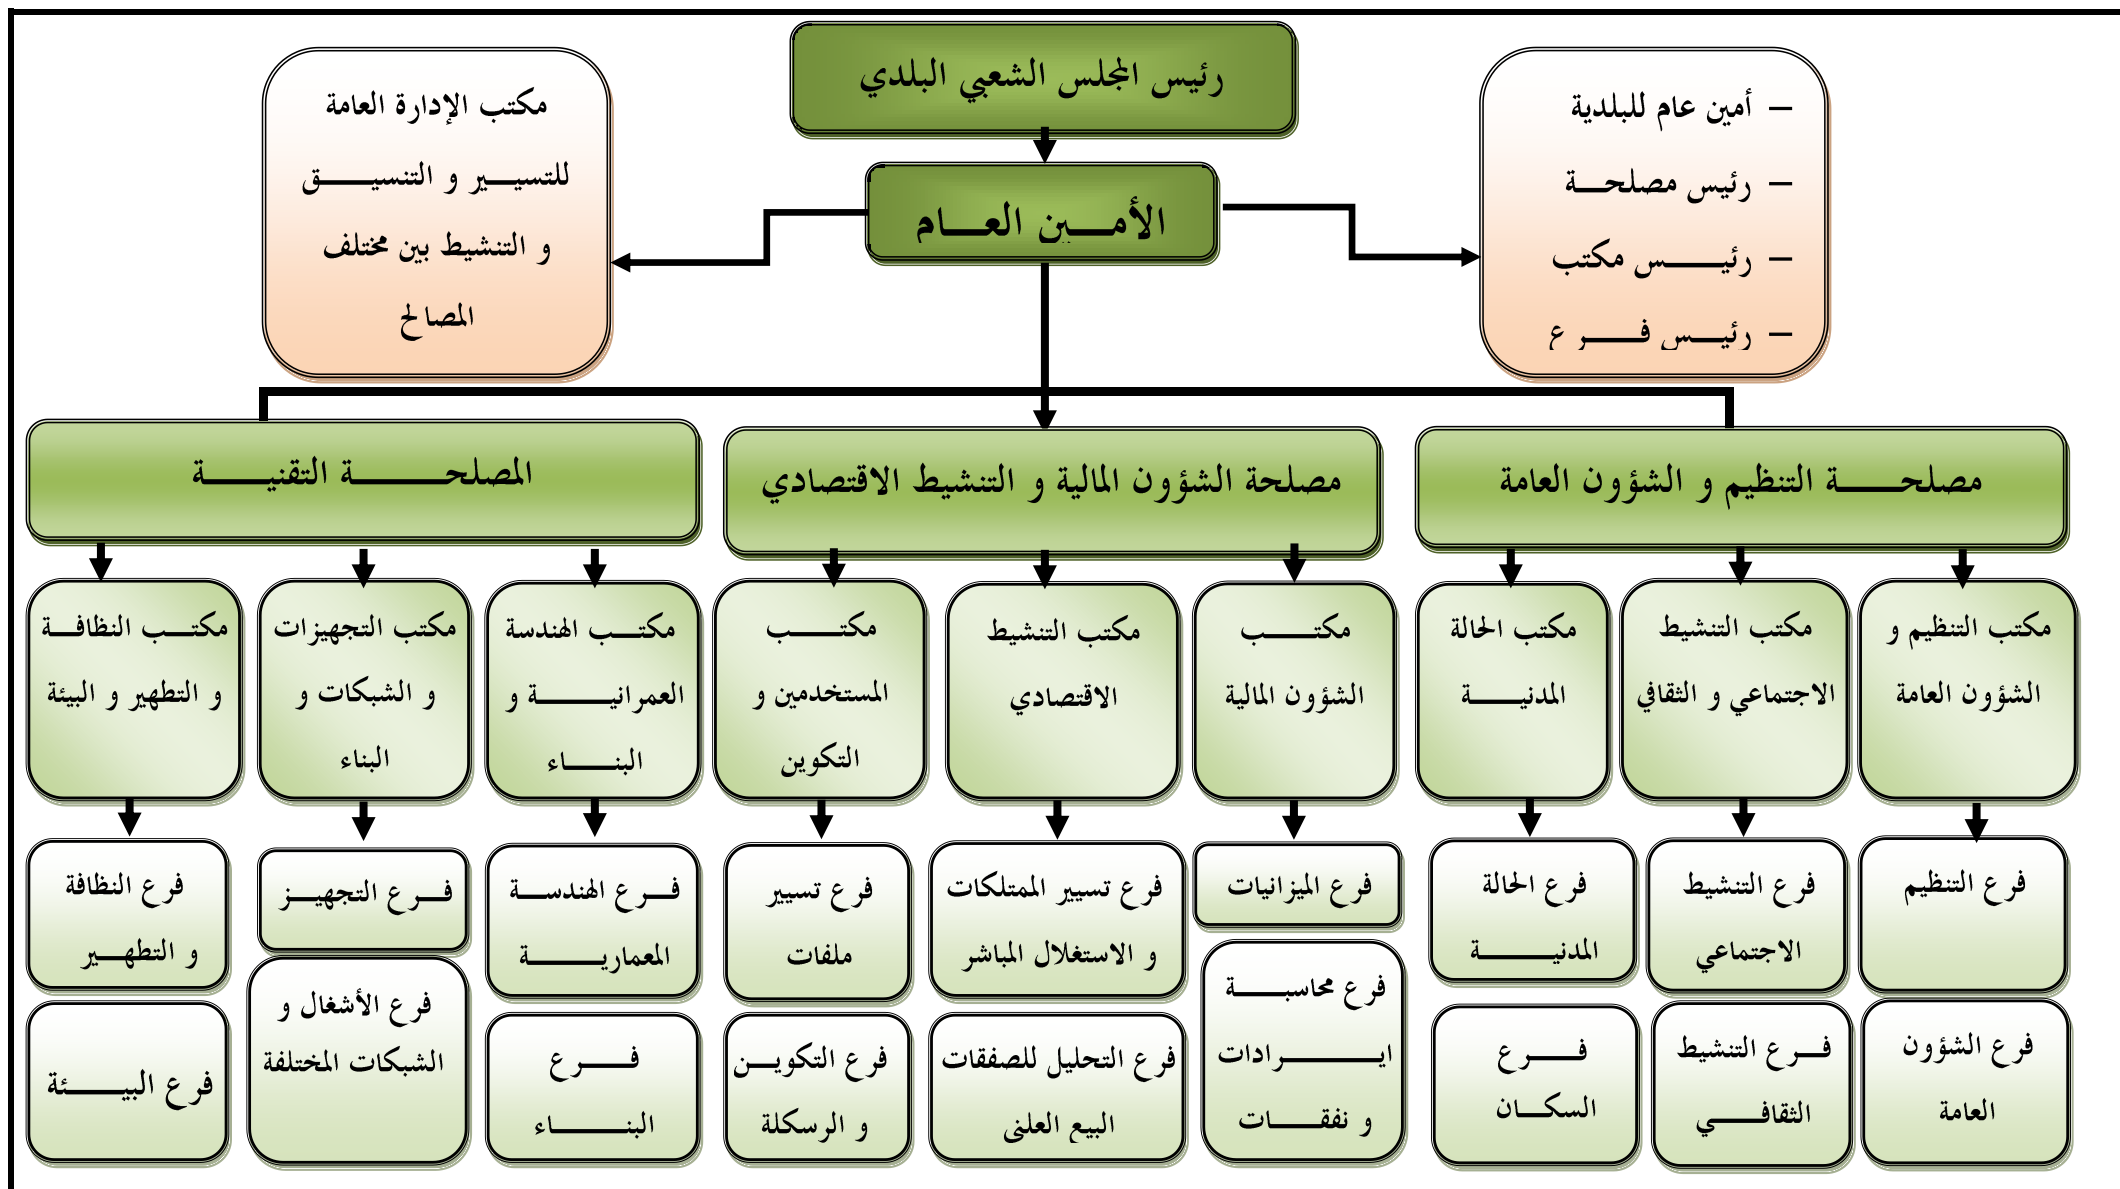 رئيس المجلس الشعبي البلدي
الأمين العام
– أمين عام للبلدية
– رئيس مصلحة
– رئيس مكتب
– رئيس فرع
مكتب الإدارة العامة
للتسيير و التنسيق
و التنشيط بين مختلف
المصالح
مصلحة التنظيم و الشؤون العامة
مصلحة الشؤون المالية و التنشيط الاقتصادي
المصلحة التقنية
مكتب التنظيم و
الشؤون العامة
مكتب التنشيط
الاجتماعي و الثقافي
مكتب الحالة
المدنية
مكتب
الشؤون المالية
مكتب التنشيط
الاقتصادي
مكتب
المستخدمين و
التكوين
مكتب الهندسة
العمرانية و
البناء
مكتب التجهيزات
و الشبكات و
البناء
مكتب النظافة
و التطهير و البيئة
فرع التنظيم
فرع التنشيط
الاجتماعي
فرع الحالة
المدنية
فرع الميزانيات
فرع تسيير الممتلكات
و الاستغلال المباشر
فرع تسيير
ملفات
فرع الهندسة
المعمارية
فرع التجهيز
فرع النظافة
و التطهير
فرع الشؤون
العامة
فرع التنشيط
الثقافي
فرع
السكان
فرع محاسبة
ايرادات
و نفقات
فرع التحليل للصفقات
البيع العلني
فرع التكوين
و الرسكلة
فرع
البناء
فرع الأشغال و
الشبكات المختلفة
فرع البيئة